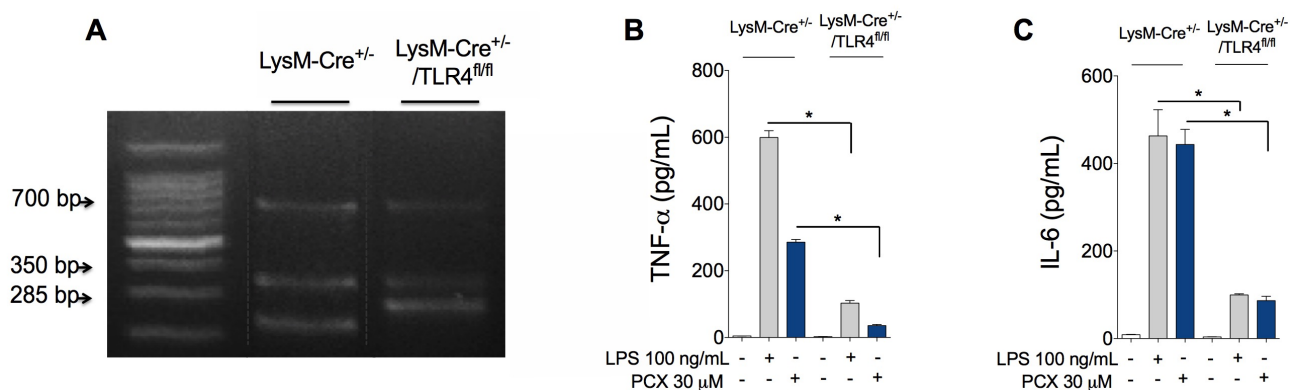 A
LysM-Cre+/-
LysM-Cre+/-
/TLR4fl/fl
700 bp
350 bp
285 bp
B
LysM-Cre+/-
LysM-Cre+/-
/TLR4fl/fl
TNF-α (pg/mL)
800
600
400
200
0
*
*
LPS 100 ng/mL - + - - + -
PCX 30 μM - - + - - +
C
LysM-Cre+/-
LysM-Cre+/-
/TLR4fl/fl
IL-6 (pg/mL)
600
400
200
0
*
*
LPS 100 ng/mL - + - - + -
PCX 30 μM - - + - - +